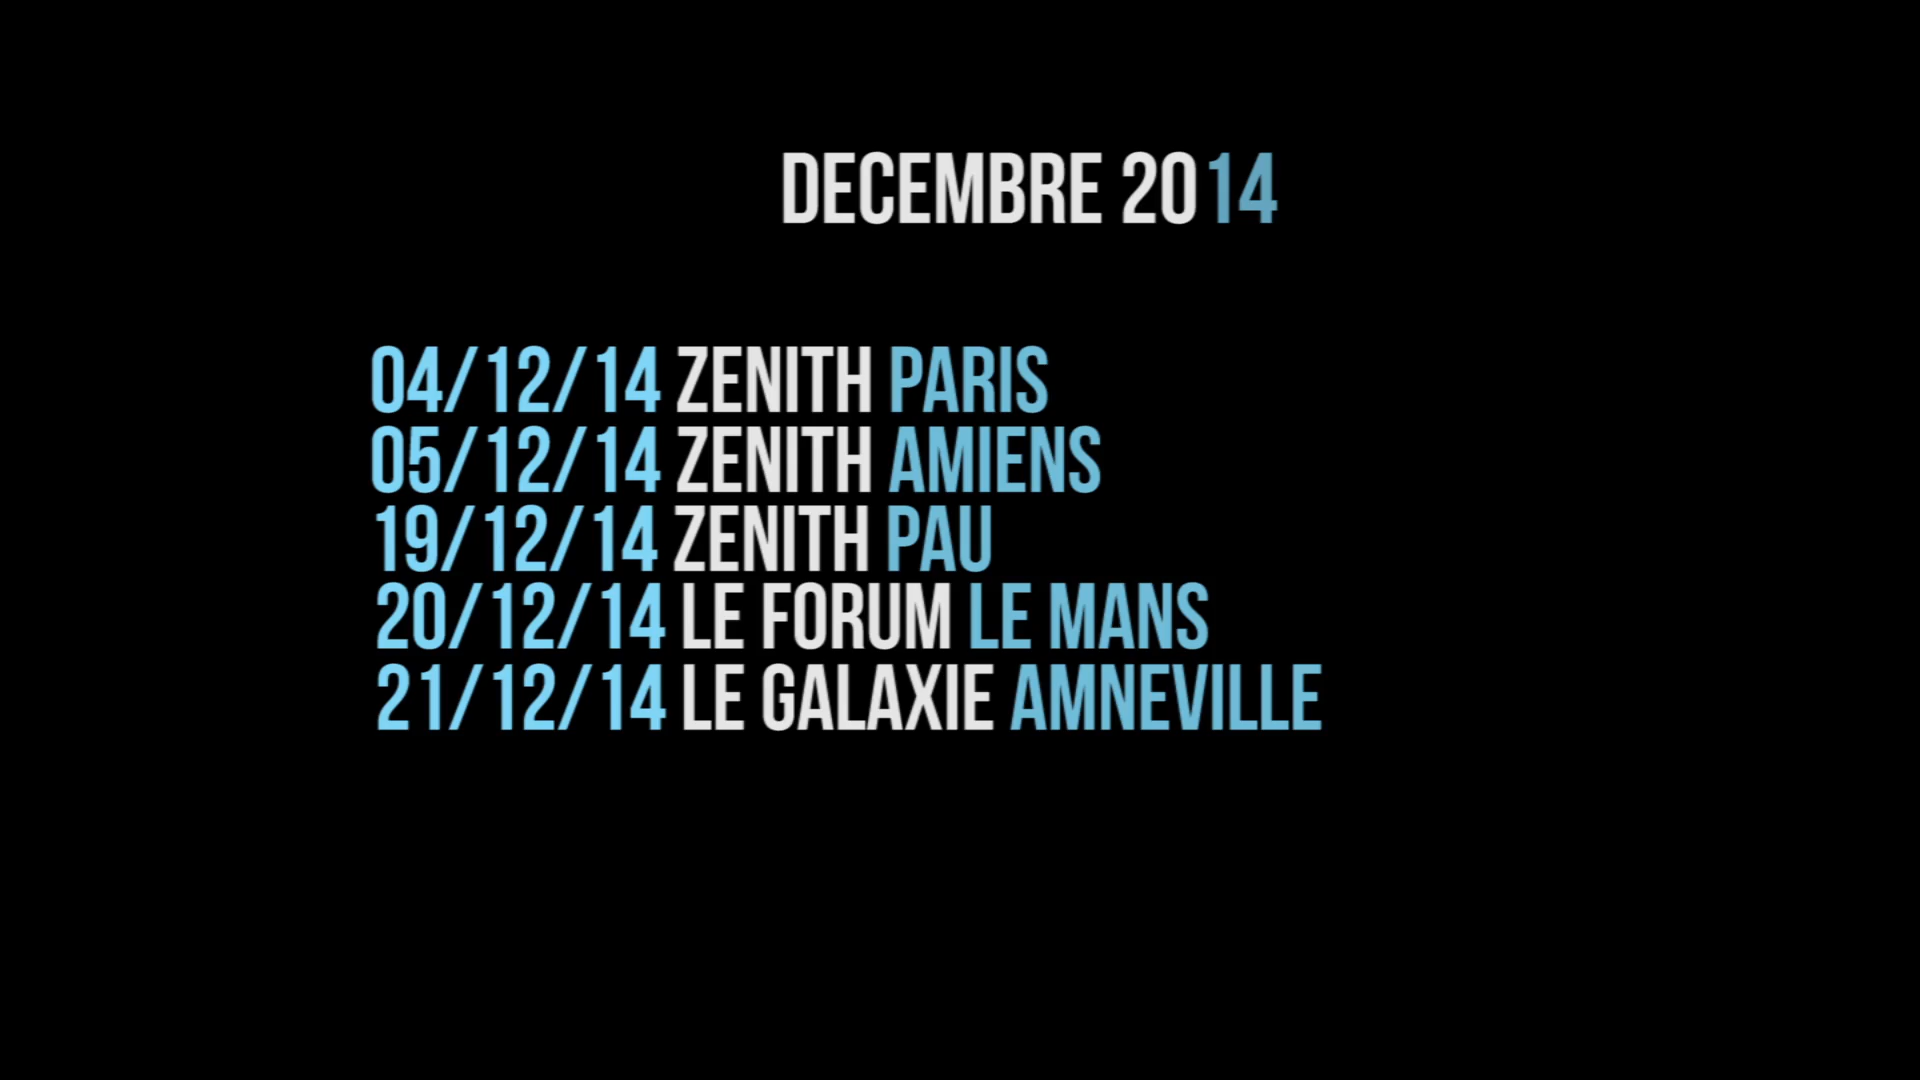 DECEMBRE 2014
04/12/14 ZENITH PARIS
05/12/14 ZENITH AMIENS
19/12/14 ZENITH PAU
20/12/14 LE FORUM LE MANS
21/12/14 LE GALAXIE AMNEVILLE